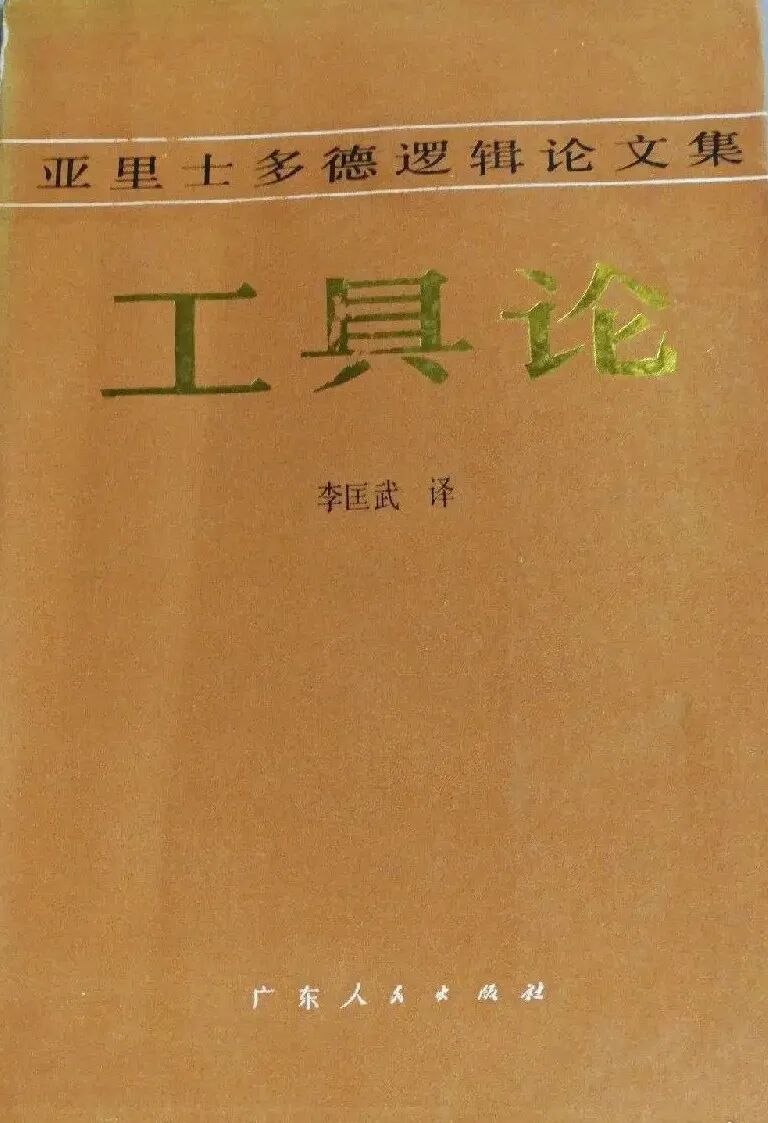 亚里士多德逻辑论文集
工具论
李匡武 译
广东人民出版社